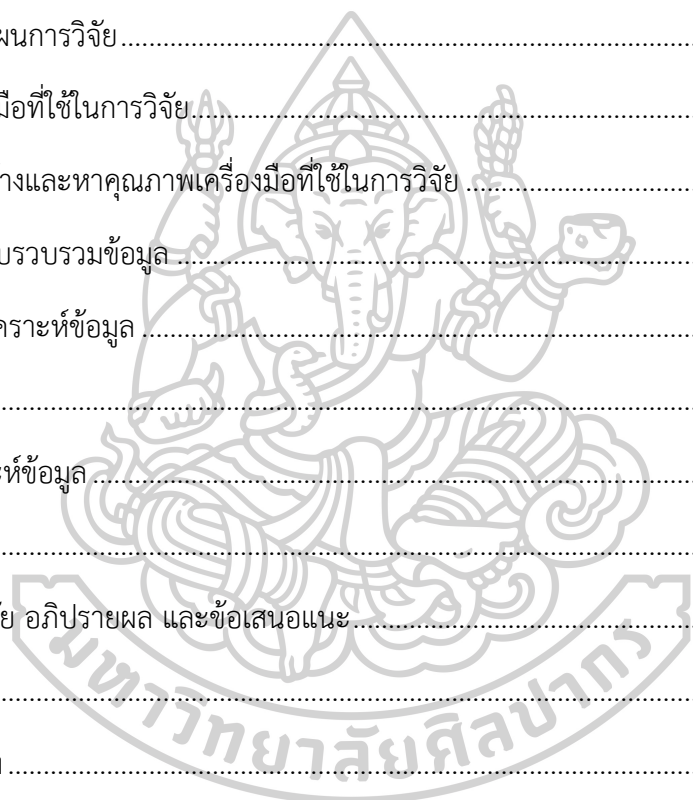 ผนการวิจัย
มือที่ใช้ในการวิจัย
างและหาคุณภาพเครื่องมือที่ใช้ในการวิจัย
บรวบรวมข้อมูล
คราะห์ข้อมูล
ะห์ข้อมูล
ัย อภิปรายผล และข้อเสนอแนะ
มหาวิทยาลัยศิลปากร